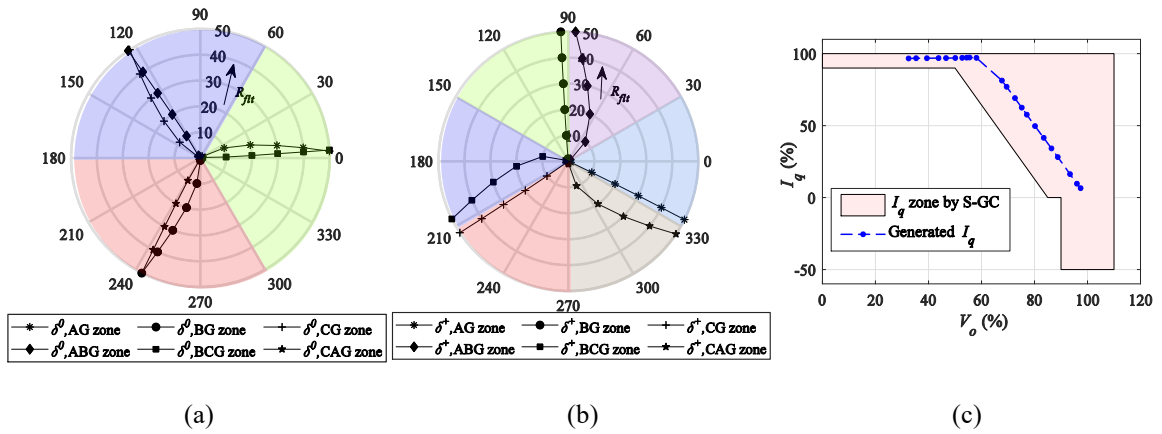 90
120
60
50
40
30
20
10
R_flt
150
30
180
0
210
330
240
300
270
δ⁰,AG zone
δ⁰,BG zone
δ⁰,CG zone
δ⁰,ABG zone
δ⁰,BCG zone
δ⁰,CAG zone
(a)
90
120
60
50
40
30
20
10
R_flt
150
30
180
0
210
330
240
300
270
δ⁺,AG zone
δ⁺,BG zone
δ⁺,CG zone
δ⁺,ABG zone
δ⁺,BCG zone
δ⁺,CAG zone
(b)
100
50
0
-50
I_q (%)
0 20 40 60 80 100 120
V_o (%)
I_q zone by S-GC
Generated I_q
(c)